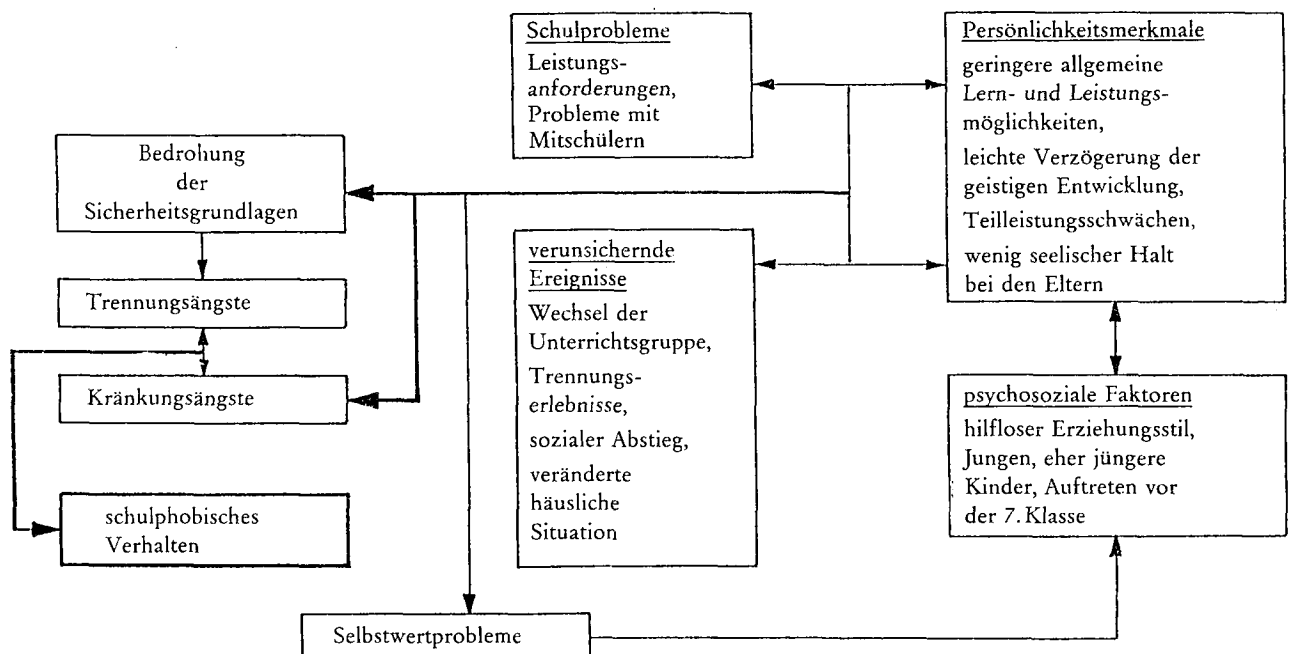 Schulprobleme
Leistungs-
anforderungen,
Probleme mit
Mitschülern
Persönlichkeitsmerkmale
geringere allgemeine
Lern- und Leistungs-
möglichkeiten,
leichte Verzögerung der
geistigen Entwicklung,
Teilleistungsschwächen,
wenig seelischer Halt
bei den Eltern
Bedrohung
der
Sicherheitsgrundlagen
Trennungsängste
Kränkungsängste
schulphobisches
Verhalten
verunsichernde
Ereignisse
Wechsel der
Unterrichtsgruppe,
Trennungs-
erlebnisse,
sozialer Abstieg,
veränderte
häusliche
Situation
psychosoziale Faktoren
hilfloser Erziehungsstil,
Jungen, eher jüngere
Kinder, Auftreten vor
der 7. Klasse
Selbstwertprobleme